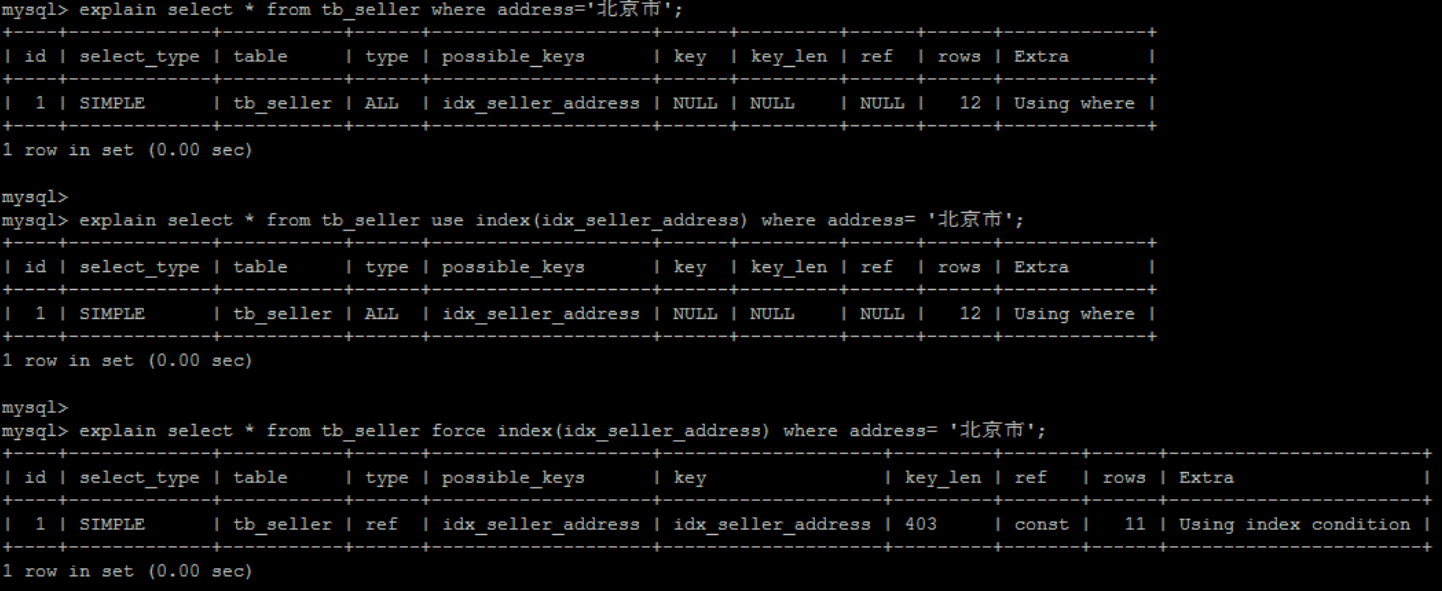 mysql> explain select * from tb_seller where address='北京市';
+----+-------------+-----------+------+--------------------+------+---------+------+------+-------------+
| id | select_type | table     | type | possible_keys      | key  | key_len | ref  | rows | Extra       |
+----+-------------+-----------+------+--------------------+------+---------+------+------+-------------+
|  1 | SIMPLE      | tb_seller | ALL  | idx_seller_address | NULL | NULL    | NULL |   12 | Using where |
+----+-------------+-----------+------+--------------------+------+---------+------+------+-------------+
1 row in set (0.00 sec)
mysql>
mysql> explain select * from tb_seller use index(idx_seller_address) where address= '北京市';
+----+-------------+-----------+------+--------------------+------+---------+------+------+-------------+
| id | select_type | table     | type | possible_keys      | key  | key_len | ref  | rows | Extra       |
+----+-------------+-----------+------+--------------------+------+---------+------+------+-------------+
|  1 | SIMPLE      | tb_seller | ALL  | idx_seller_address | NULL | NULL    | NULL |   12 | Using where |
+----+-------------+-----------+------+--------------------+------+---------+------+------+-------------+
1 row in set (0.00 sec)
mysql>
mysql> explain select * from tb_seller force index(idx_seller_address) where address= '北京市';
+----+-------------+-----------+------+--------------------+--------------------+---------+-------+------+-----------------------+
| id | select_type | table     | type | possible_keys      | key                | key_len | ref   | rows | Extra                 |
+----+-------------+-----------+------+--------------------+--------------------+---------+-------+------+-----------------------+
|  1 | SIMPLE      | tb_seller | ref  | idx_seller_address | idx_seller_address | 403     | const |   11 | Using index condition |
+----+-------------+-----------+------+--------------------+--------------------+---------+-------+------+-----------------------+
1 row in set (0.00 sec)